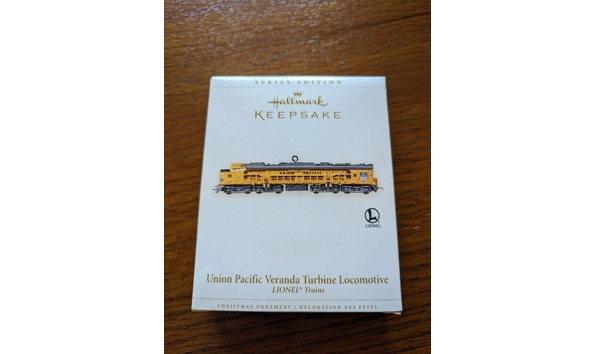 SERIES EDITION
Hallmark
KEEPSAKE
UNION PACIFIC
L
LIONEL
Union Pacific Veranda Turbine Locomotive
LIONEL® Trains
CHRISTMAS ORNAMENT • DÉCORATION DES FÊTES